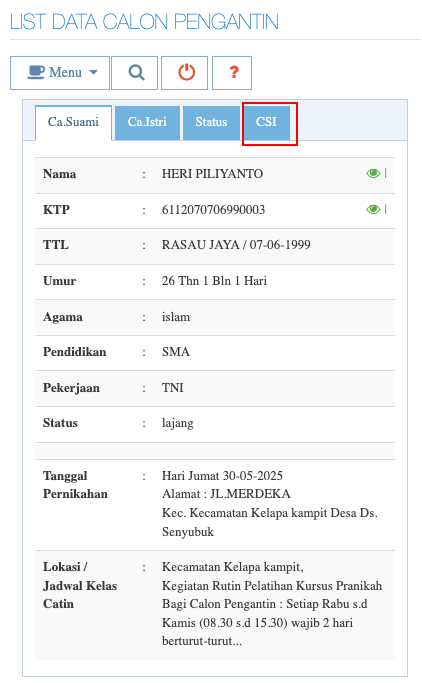 LIST DATA CALON PENGANTIN
Menu
?
Ca.Suami Ca.Istri Status CSI
Nama : HERI PILIYANTO |
KTP : 6112070706990003 |
TTL : RASAU JAYA / 07-06-1999
Umur : 26 Thn 1 Bln 1 Hari
Agama : islam
Pendidikan : SMA
Pekerjaan : TNI
Status : lajang
Tanggal Pernikahan : Hari Jumat 30-05-2025
Alamat : JL.MERDEKA
Kec. Kecamatan Kelapa kampit Desa Ds.
Senyubuk
Lokasi / Jadwal Kelas Catin : Kecamatan Kelapa kampit,
Kegiatan Rutin Pelatihan Kursus Pranikah
Bagi Calon Pengantin : Setiap Rabu s.d
Kamis (08.30 s.d 15.30) wajib 2 hari
berturut-turut...